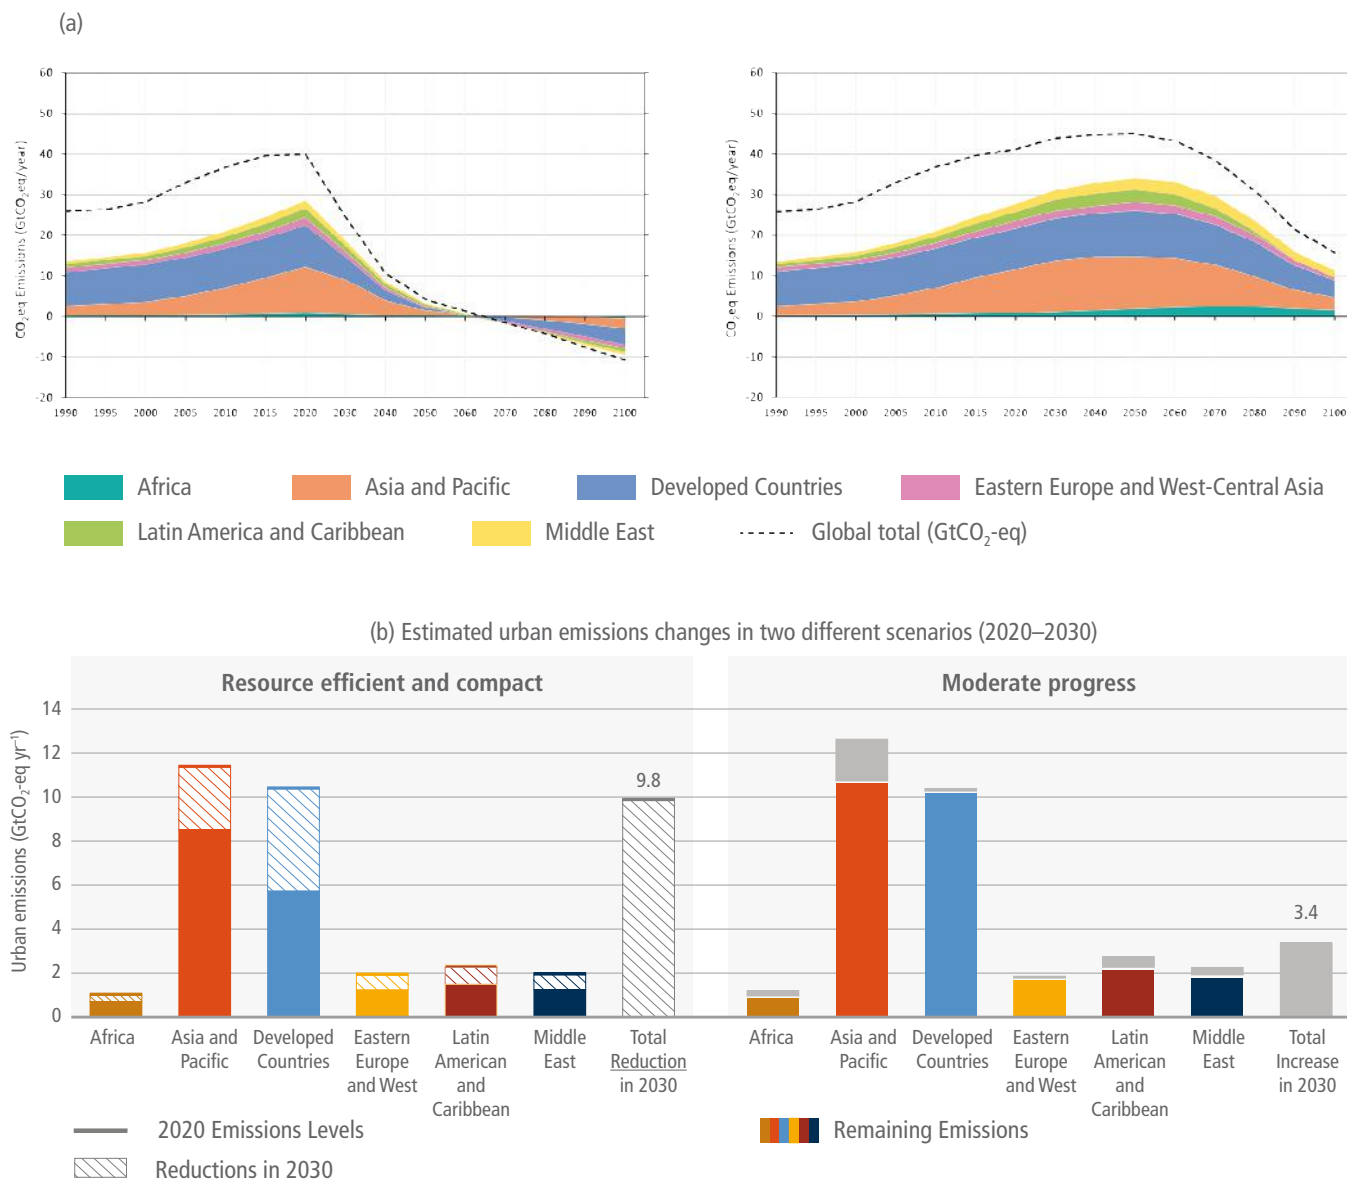 (a)
CO2eq Emissions (GtCO2eq/year)
60
50
40
30
20
10
0
-10
-20
1990 1995 2000 2005 2010 2015 2020 2030 2040 2050 2060 2070 2080 2090 2100
CO2eq Emissions (GtCO2eq/year)
60
50
40
30
20
10
0
-10
-20
1990 1995 2000 2005 2010 2015 2020 2030 2040 2050 2060 2070 2080 2090 2100
Africa
Asia and Pacific
Developed Countries
Eastern Europe and West-Central Asia
Latin America and Caribbean
Middle East
Global total (GtCO2-eq)
(b) Estimated urban emissions changes in two different scenarios (2020–2030)
Resource efficient and compact
Urban emissions (GtCO2-eq yr–1)
14
12
10
8
6
4
2
0
9.8
Africa
Asia and
Pacific
Developed
Countries
Eastern
Europe
and West
Latin
American
and
Caribbean
Middle
East
Total
Reduction
in 2030
Moderate progress
3.4
Africa
Asia and
Pacific
Developed
Countries
Eastern
Europe
and West
Latin
American
and
Caribbean
Middle
East
Total
Increase
in 2030
2020 Emissions Levels
Remaining Emissions
Reductions in 2030